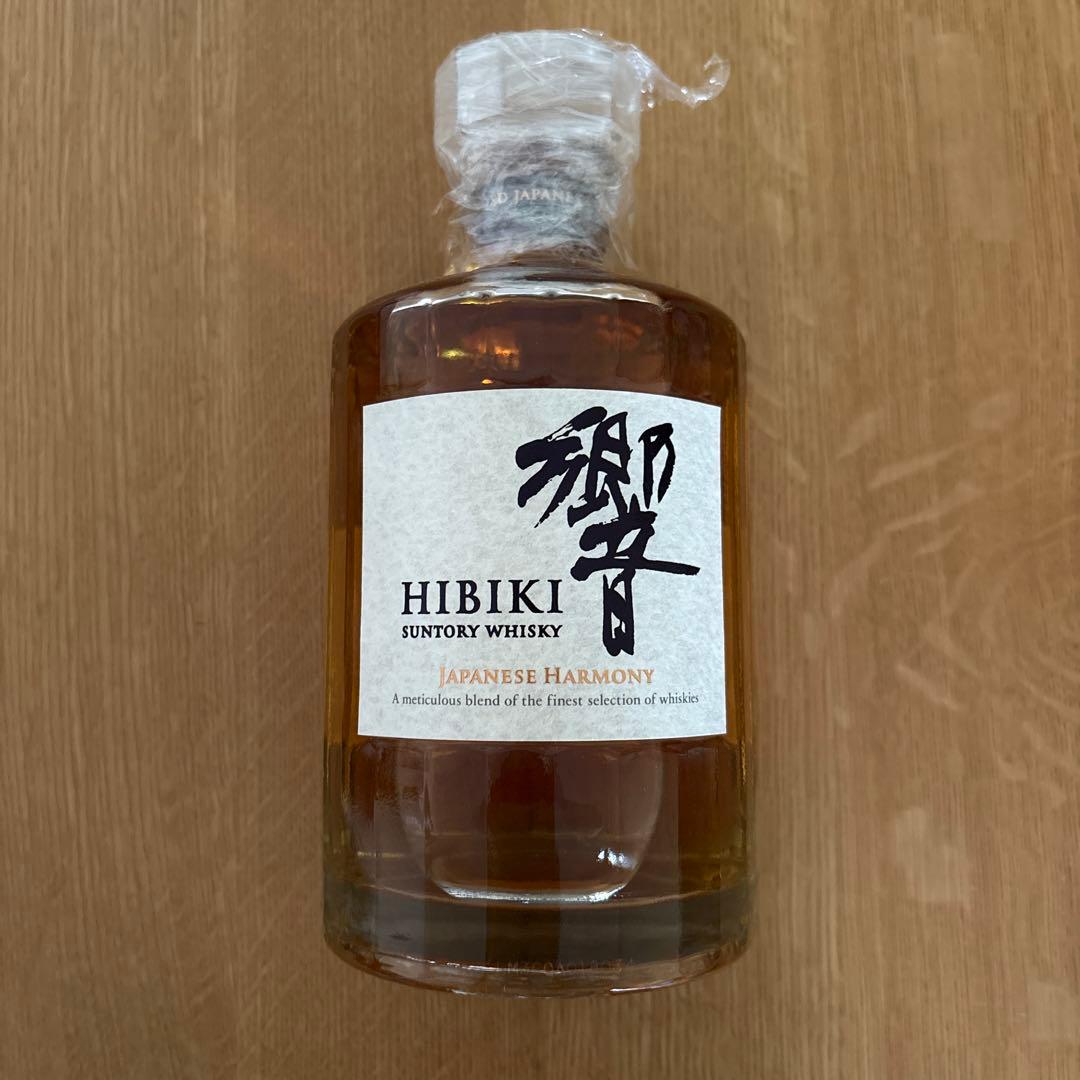 響
HIBIKI
SUNTORY WHISKY
JAPANESE HARMONY
A meticulous blend of the finest selection of whiskies